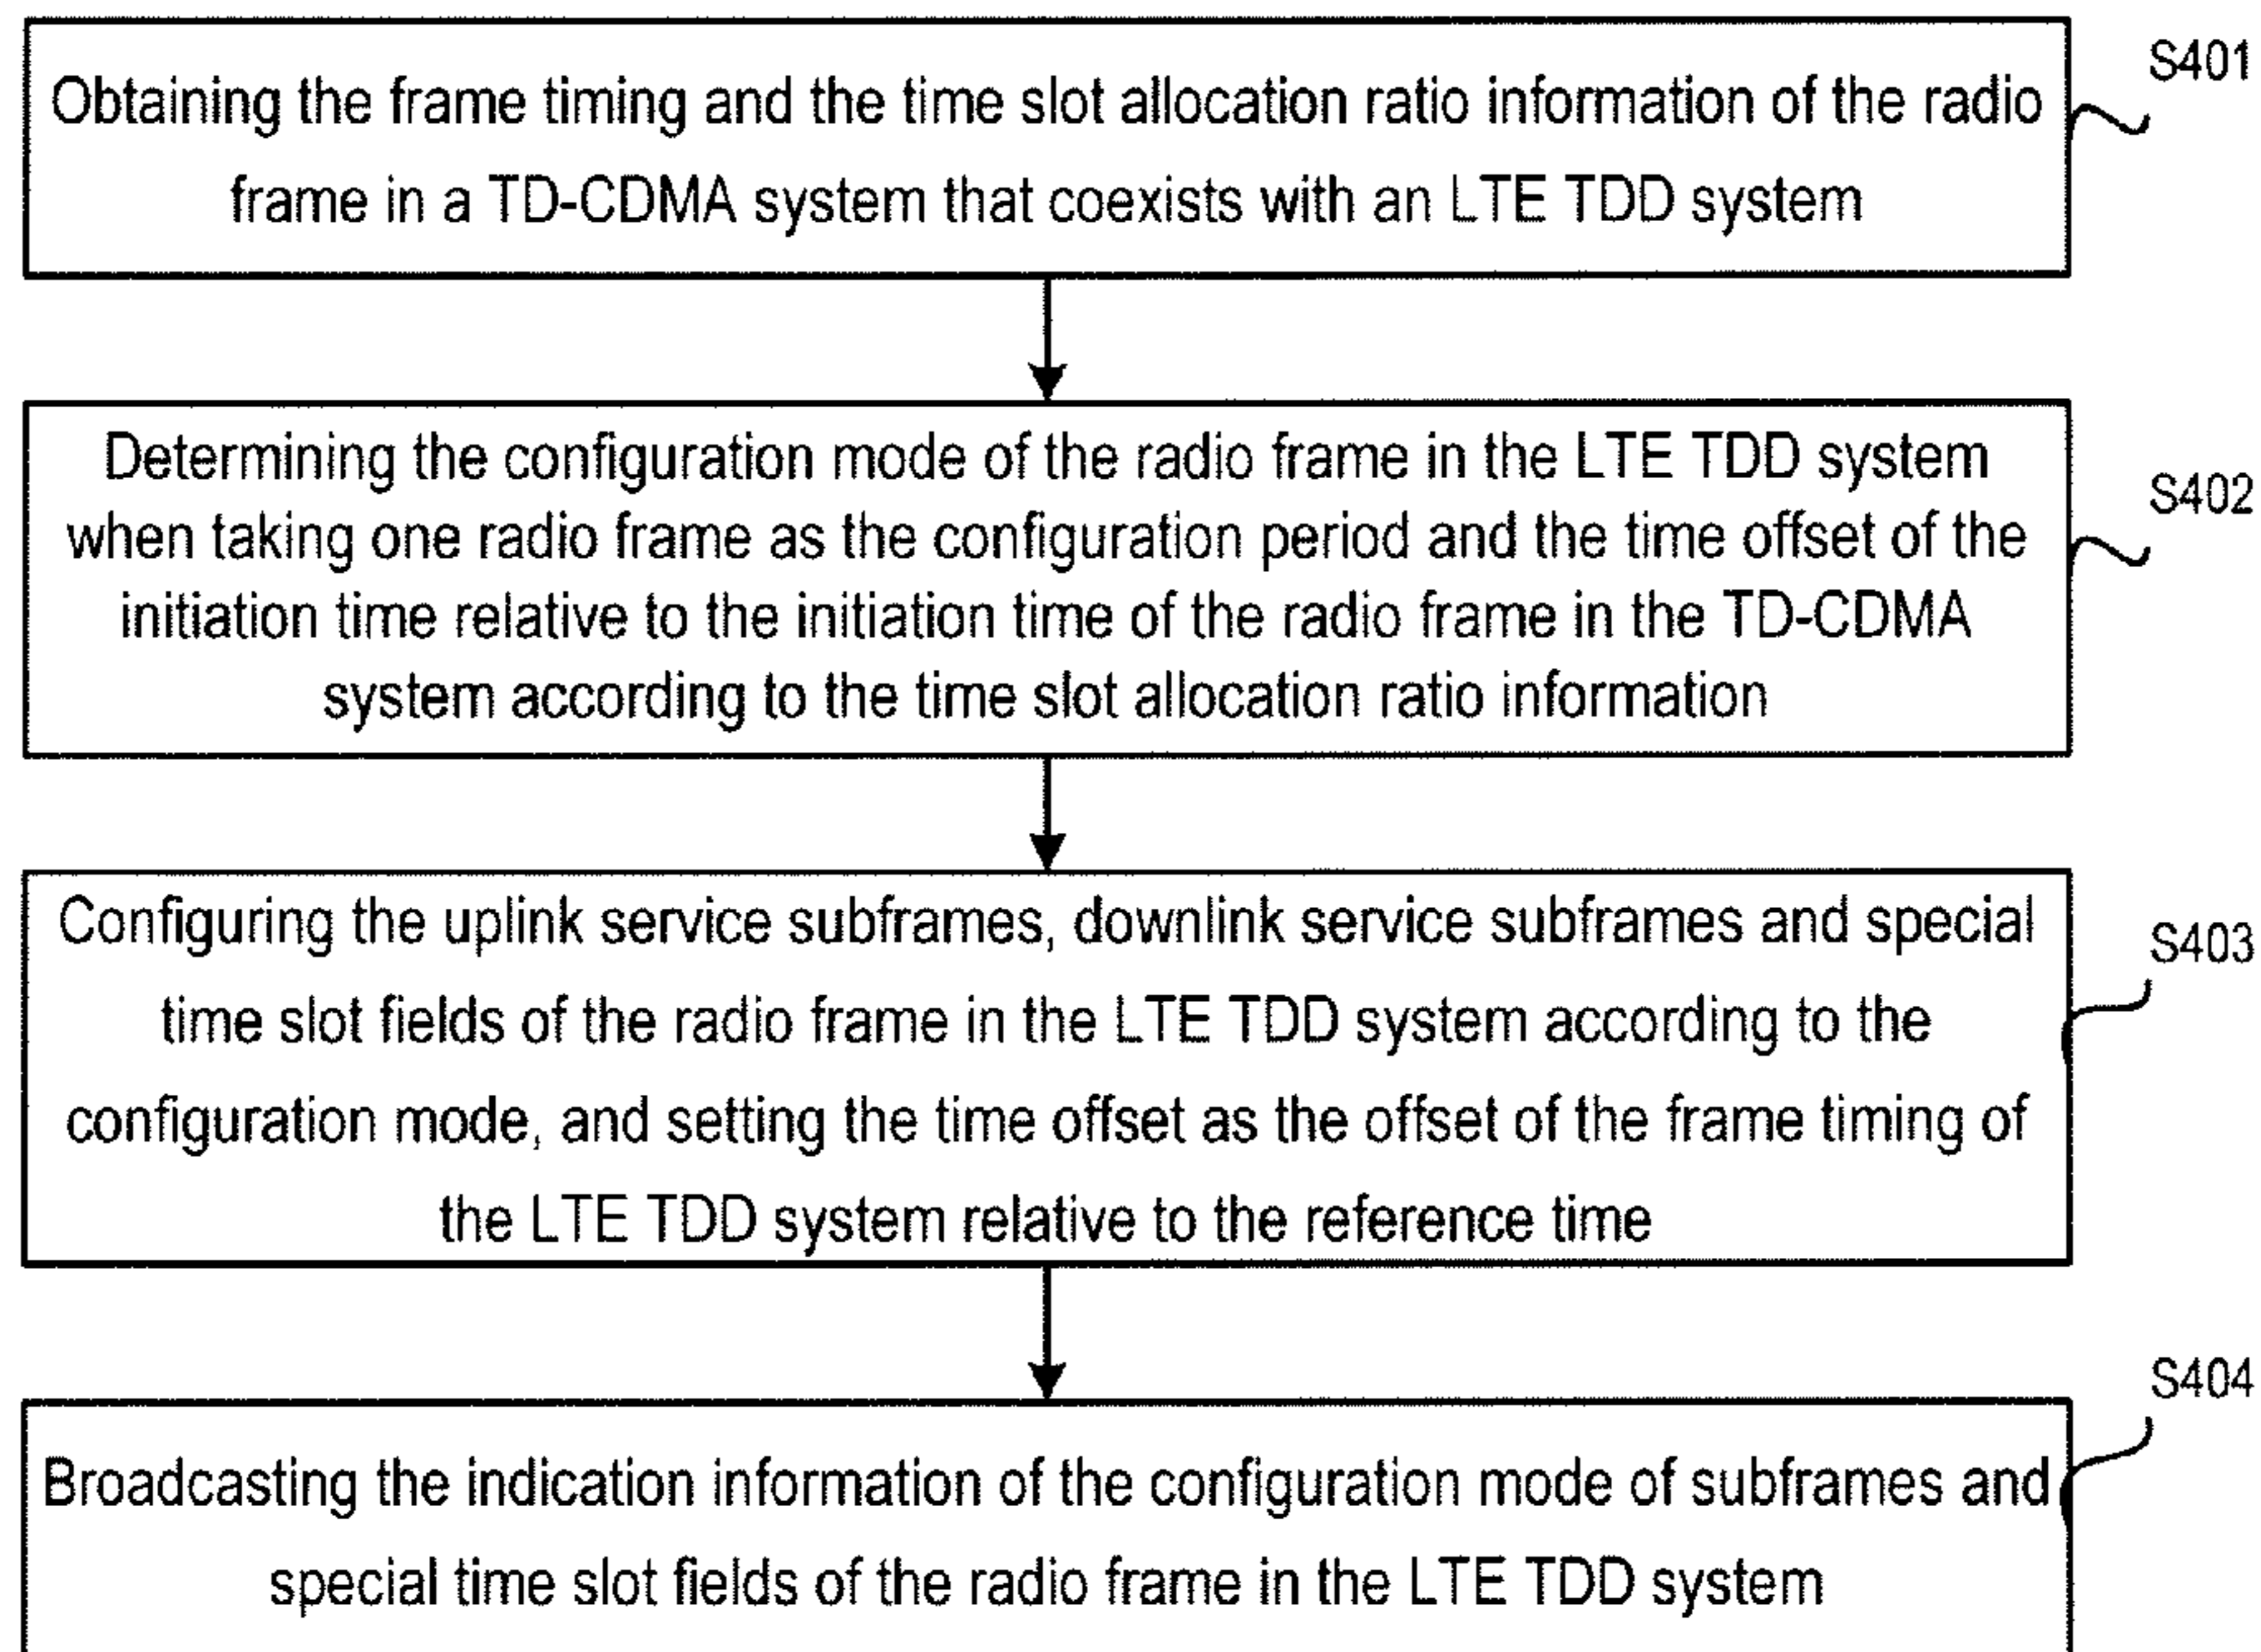 Obtaining the frame timing and the time slot allocation ratio information of the radio
frame in a TD-CDMA system that coexists with an LTE TDD system
S401
Determining the configuration mode of the radio frame in the LTE TDD system
when taking one radio frame as the configuration period and the time offset of the
initiation time relative to the initiation time of the radio frame in the TD-CDMA
system according to the time slot allocation ratio information
S402
Configuring the uplink service subframes, downlink service subframes and special
time slot fields of the radio frame in the LTE TDD system according to the
configuration mode, and setting the time offset as the offset of the frame timing of
the LTE TDD system relative to the reference time
S403
Broadcasting the indication information of the configuration mode of subframes and
special time slot fields of the radio frame in the LTE TDD system
S404